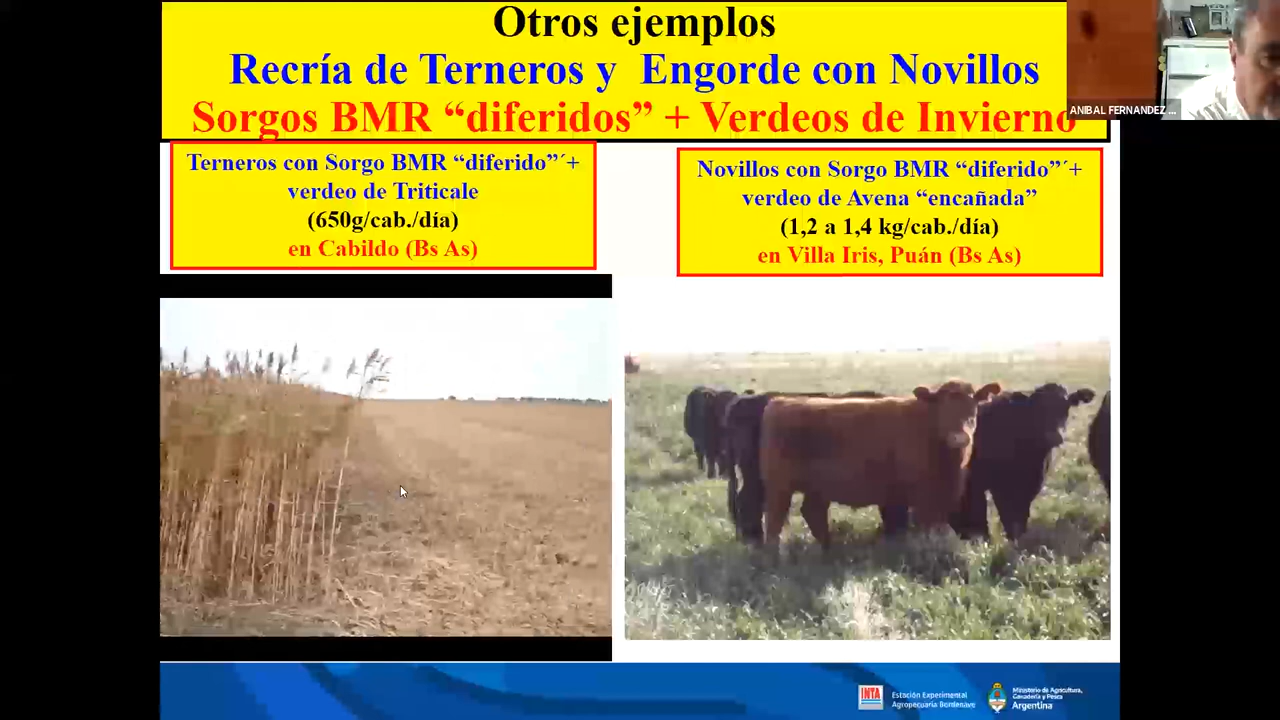 Otros ejemplos
Recría de Terneros y Engorde con Novillos
Sorgos BMR “diferidos” + Verdeos de Invierno
ANIBAL FERNANDEZ ...
Terneros con Sorgo BMR “diferido”´+
verdeo de Triticale
(650g/cab./día)
en Cabildo (Bs As)
Novillos con Sorgo BMR “diferido”´+
verdeo de Avena “encañada”
(1,2 a 1,4 kg/cab./día)
en Villa Iris, Puán (Bs As)
INTA
Estación Experimental
Agropecuaria Bordenave
Ministerio de Agricultura,
Ganadería y Pesca
Argentina